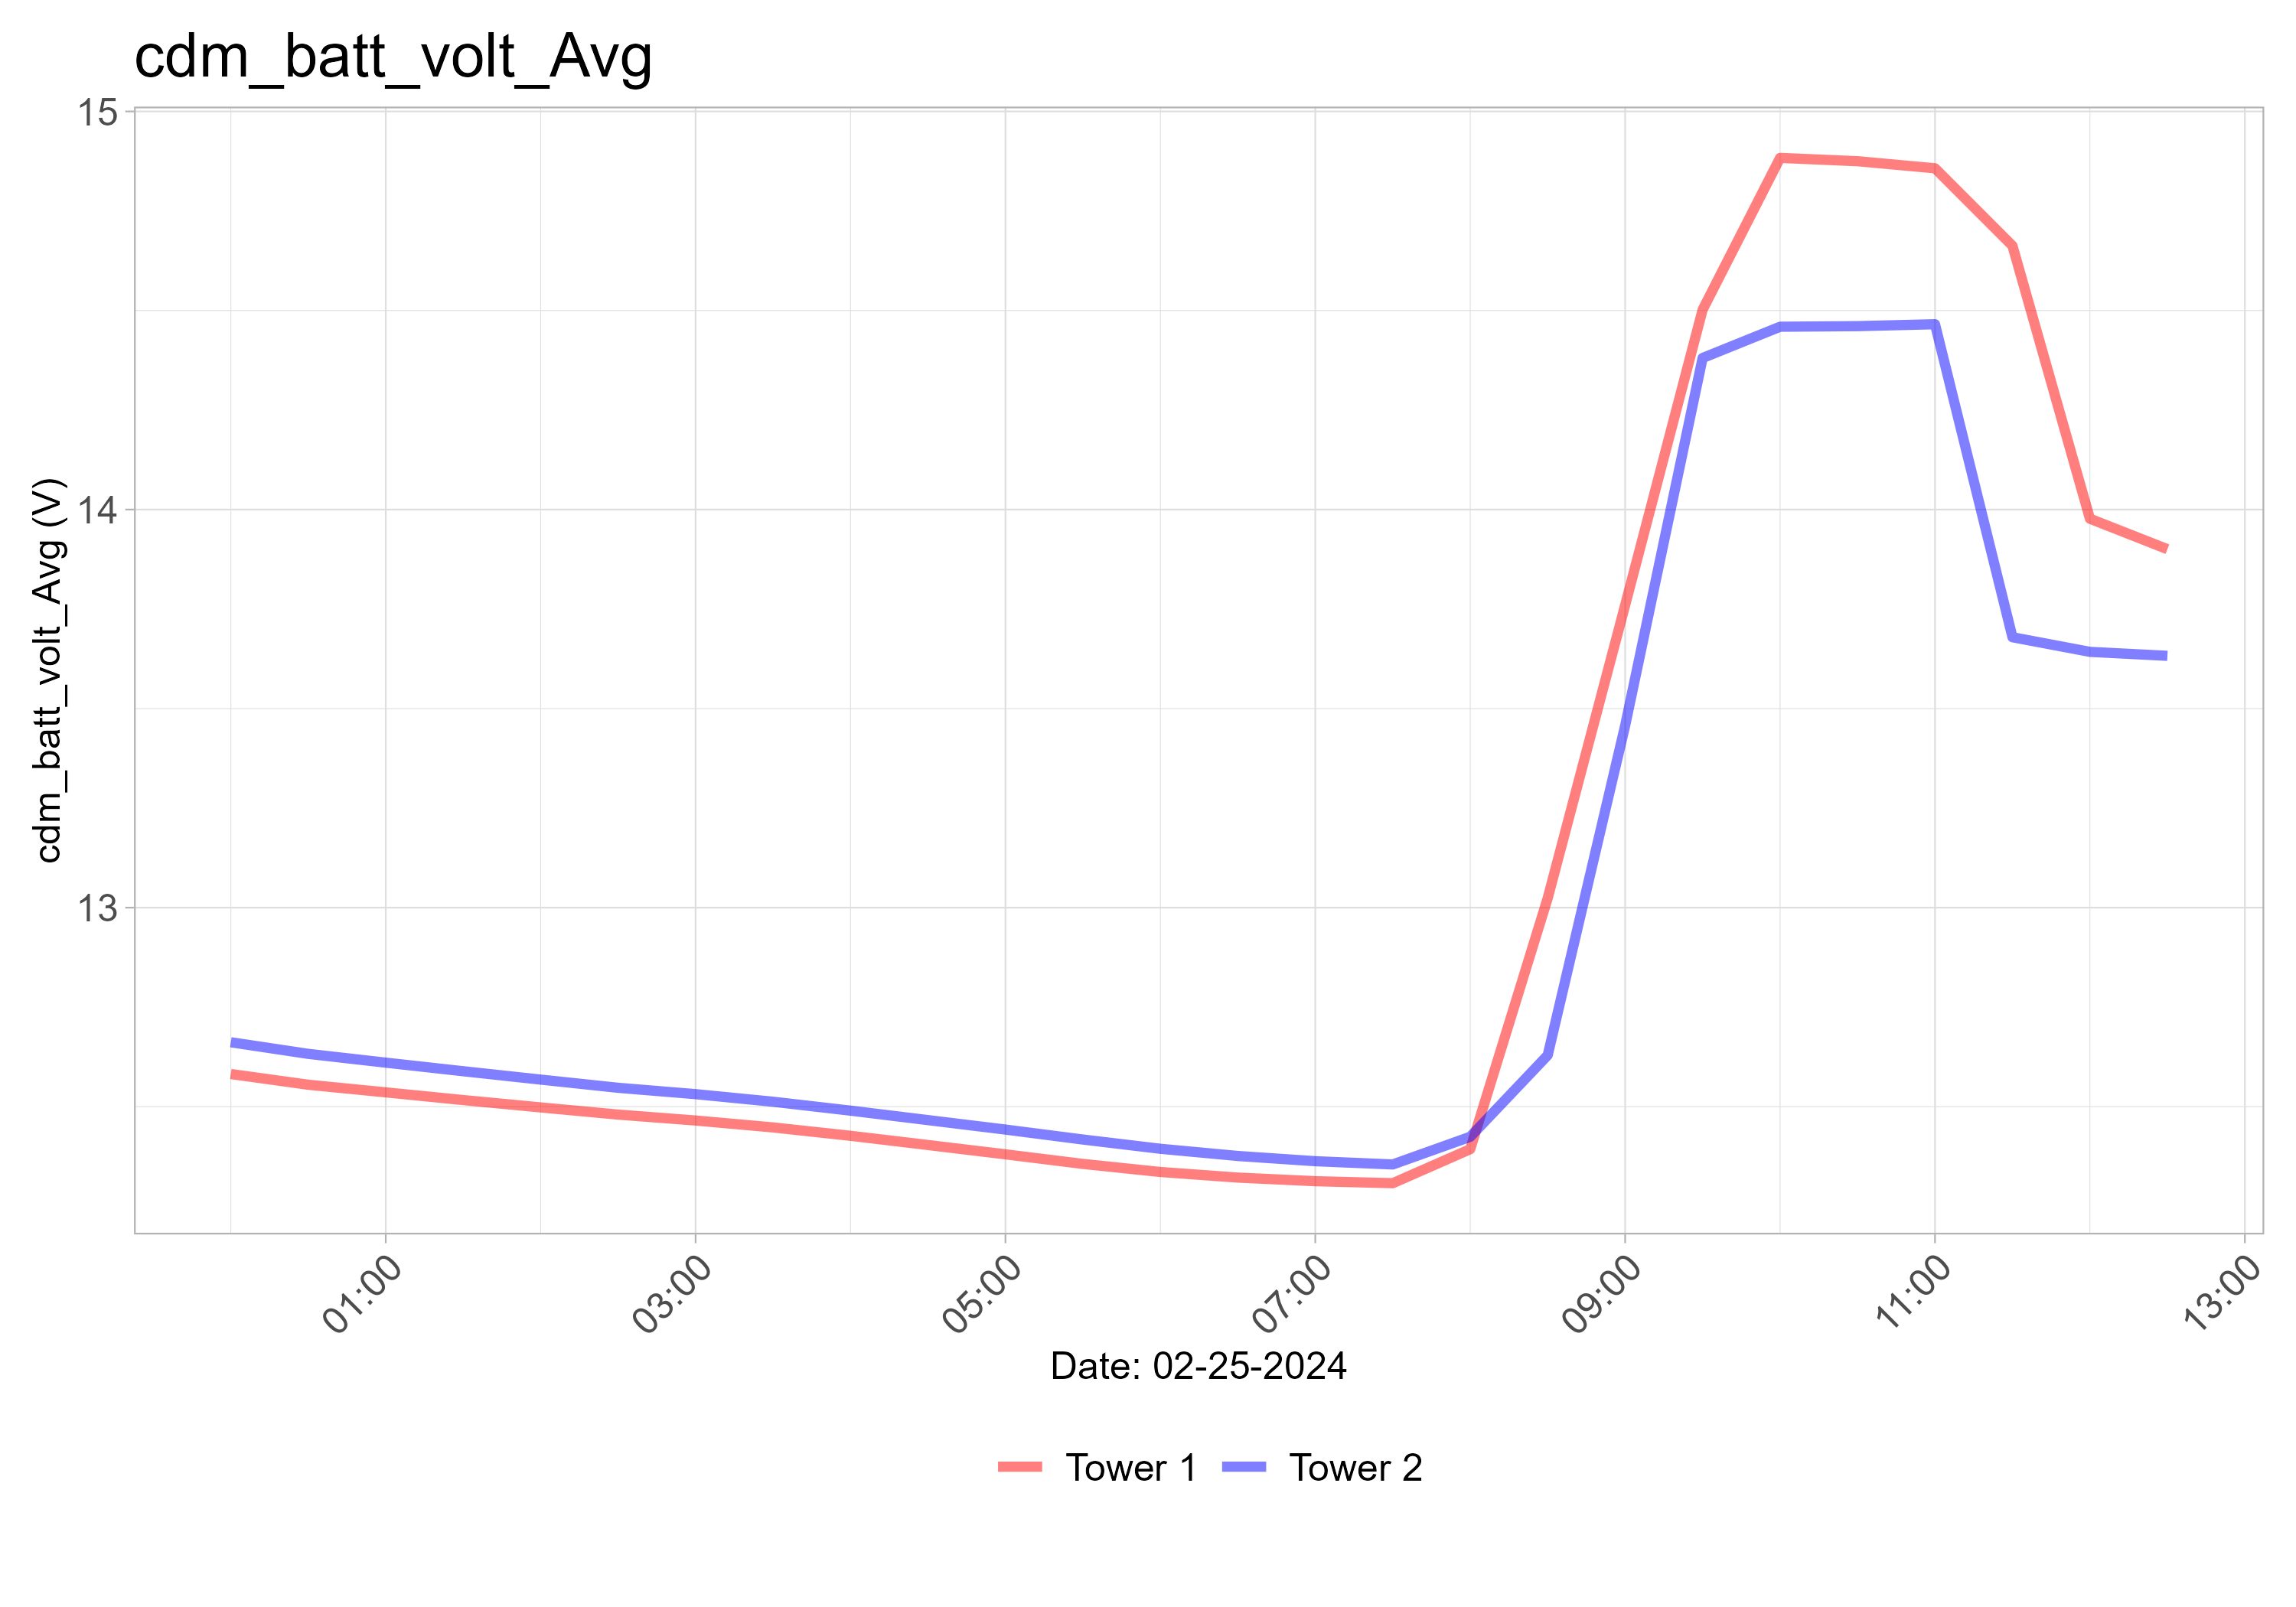 cdm_batt_volt_Avg
15
14
13
cdm_batt_volt_Avg (V)
01:00
03:00
05:00
07:00
09:00
11:00
13:00
Date: 02-25-2024
Tower 1
Tower 2